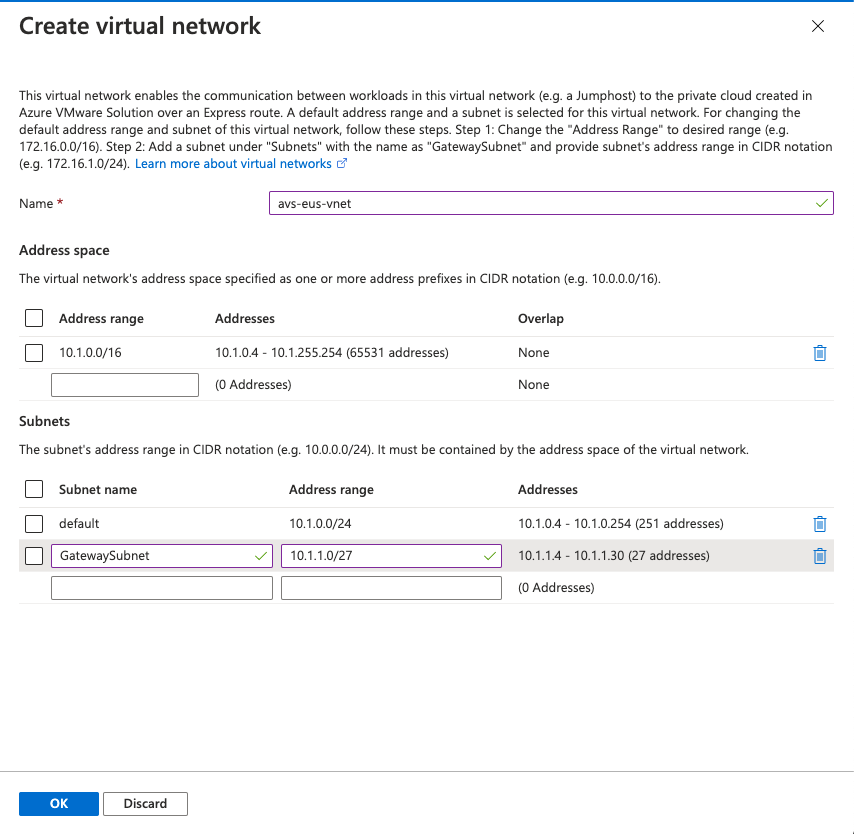 Create virtual network
This virtual network enables the communication between workloads in this virtual network (e.g. a Jumphost) to the private cloud created in
Azure VMware Solution over an Express route. A default address range and a subnet is selected for this virtual network. For changing the
default address range and subnet of this virtual network, follow these steps. Step 1: Change the "Address Range" to desired range (e.g.
172.16.0.0/16). Step 2: Add a subnet under "Subnets" with the name as "GatewaySubnet" and provide subnet's address range in CIDR notation
(e.g. 172.16.1.0/24). Learn more about virtual networks
Name * avs-eus-vnet
Address space
The virtual network's address space specified as one or more address prefixes in CIDR notation (e.g. 10.0.0.0/16).
Address range Addresses Overlap
10.1.0.0/16 10.1.0.4 - 10.1.255.254 (65531 addresses) None
(0 Addresses) None
Subnets
The subnet's address range in CIDR notation (e.g. 10.0.0.0/24). It must be contained by the address space of the virtual network.
Subnet name Address range Addresses
default 10.1.0.0/24 10.1.0.4 - 10.1.0.254 (251 addresses)
GatewaySubnet 10.1.1.0/27 10.1.1.4 - 10.1.1.30 (27 addresses)
(0 Addresses)
OK Discard